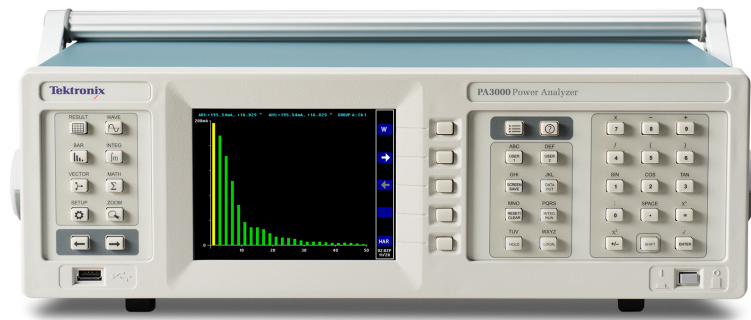 Tektronix
PA3000 Power Analyzer
RESULT WAVE
BAR INTEG
VECTOR MATH
SETUP ZOOM
200mA
0
10 20 30 40 50
W
HAR
ABC DEF
USER 1 USER 2
GHI JKL
SCREEN SAVE DATA OUT
MNO PQRS
RESET/ CLEAR INTEG RUN
TUV WXYZ
HOLD LOCAL
7 8 9
4 5 6
SIN COS TAN
1 2 3
SPACE
0 . =
+/- SHIFT ENTER